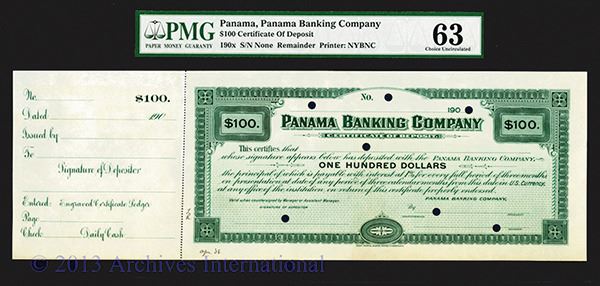 PMG
PAPER MONEY GUARANTY
Panama, Panama Banking Company
$100 Certificate Of Deposit
190x S/N None Remainder Printer: NYBNC
63
Choice Uncirculated
No.
$100.
Dated 190
Issued by
To
Signature of Depositor
Entered: Engraved Certificate Ledger
Page
Check Daily Cash
No.
190
$100.
PANAMA BANKING COMPANY
$100.
CERTIFICATE OF DEPOSIT.
This certifies that
whose signature appears below has deposited with the PANAMA BANKING COMPANY,
ONE HUNDRED DOLLARS
the principal of which is payable with interest at 1% for every full period of three months
on presentation at date of any period of three calendar months from this date in U.S. CURRENCY,
at any office of the institution on return of this certificate properly endorsed.
Valid when countersigned by Manager or Assistant Manager.
PANAMA BANKING COMPANY,
SIGNATURE OF DEPOSITOR
By
© 2013 Archives International